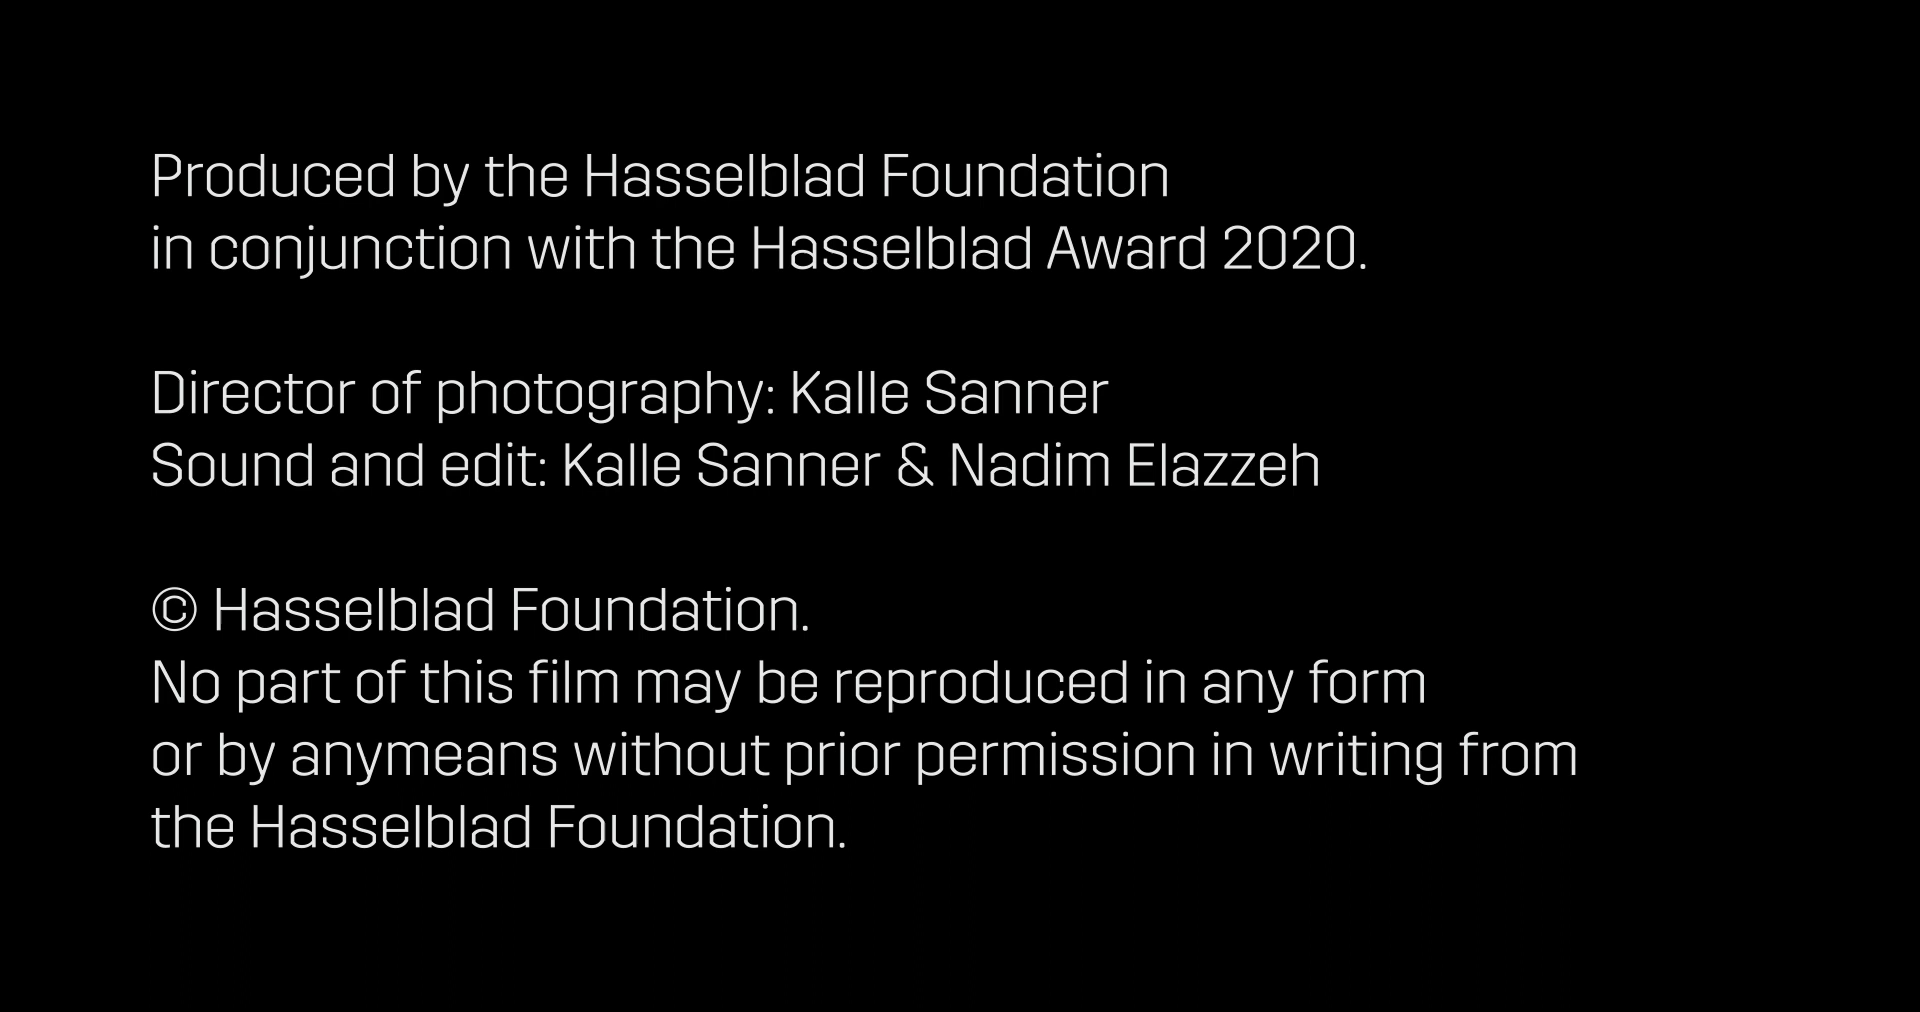 Produced by the Hasselblad Foundation
in conjunction with the Hasselblad Award 2020.
Director of photography: Kalle Sanner
Sound and edit: Kalle Sanner & Nadim Elazzeh
© Hasselblad Foundation.
No part of this film may be reproduced in any form
or by anymeans without prior permission in writing from
the Hasselblad Foundation.